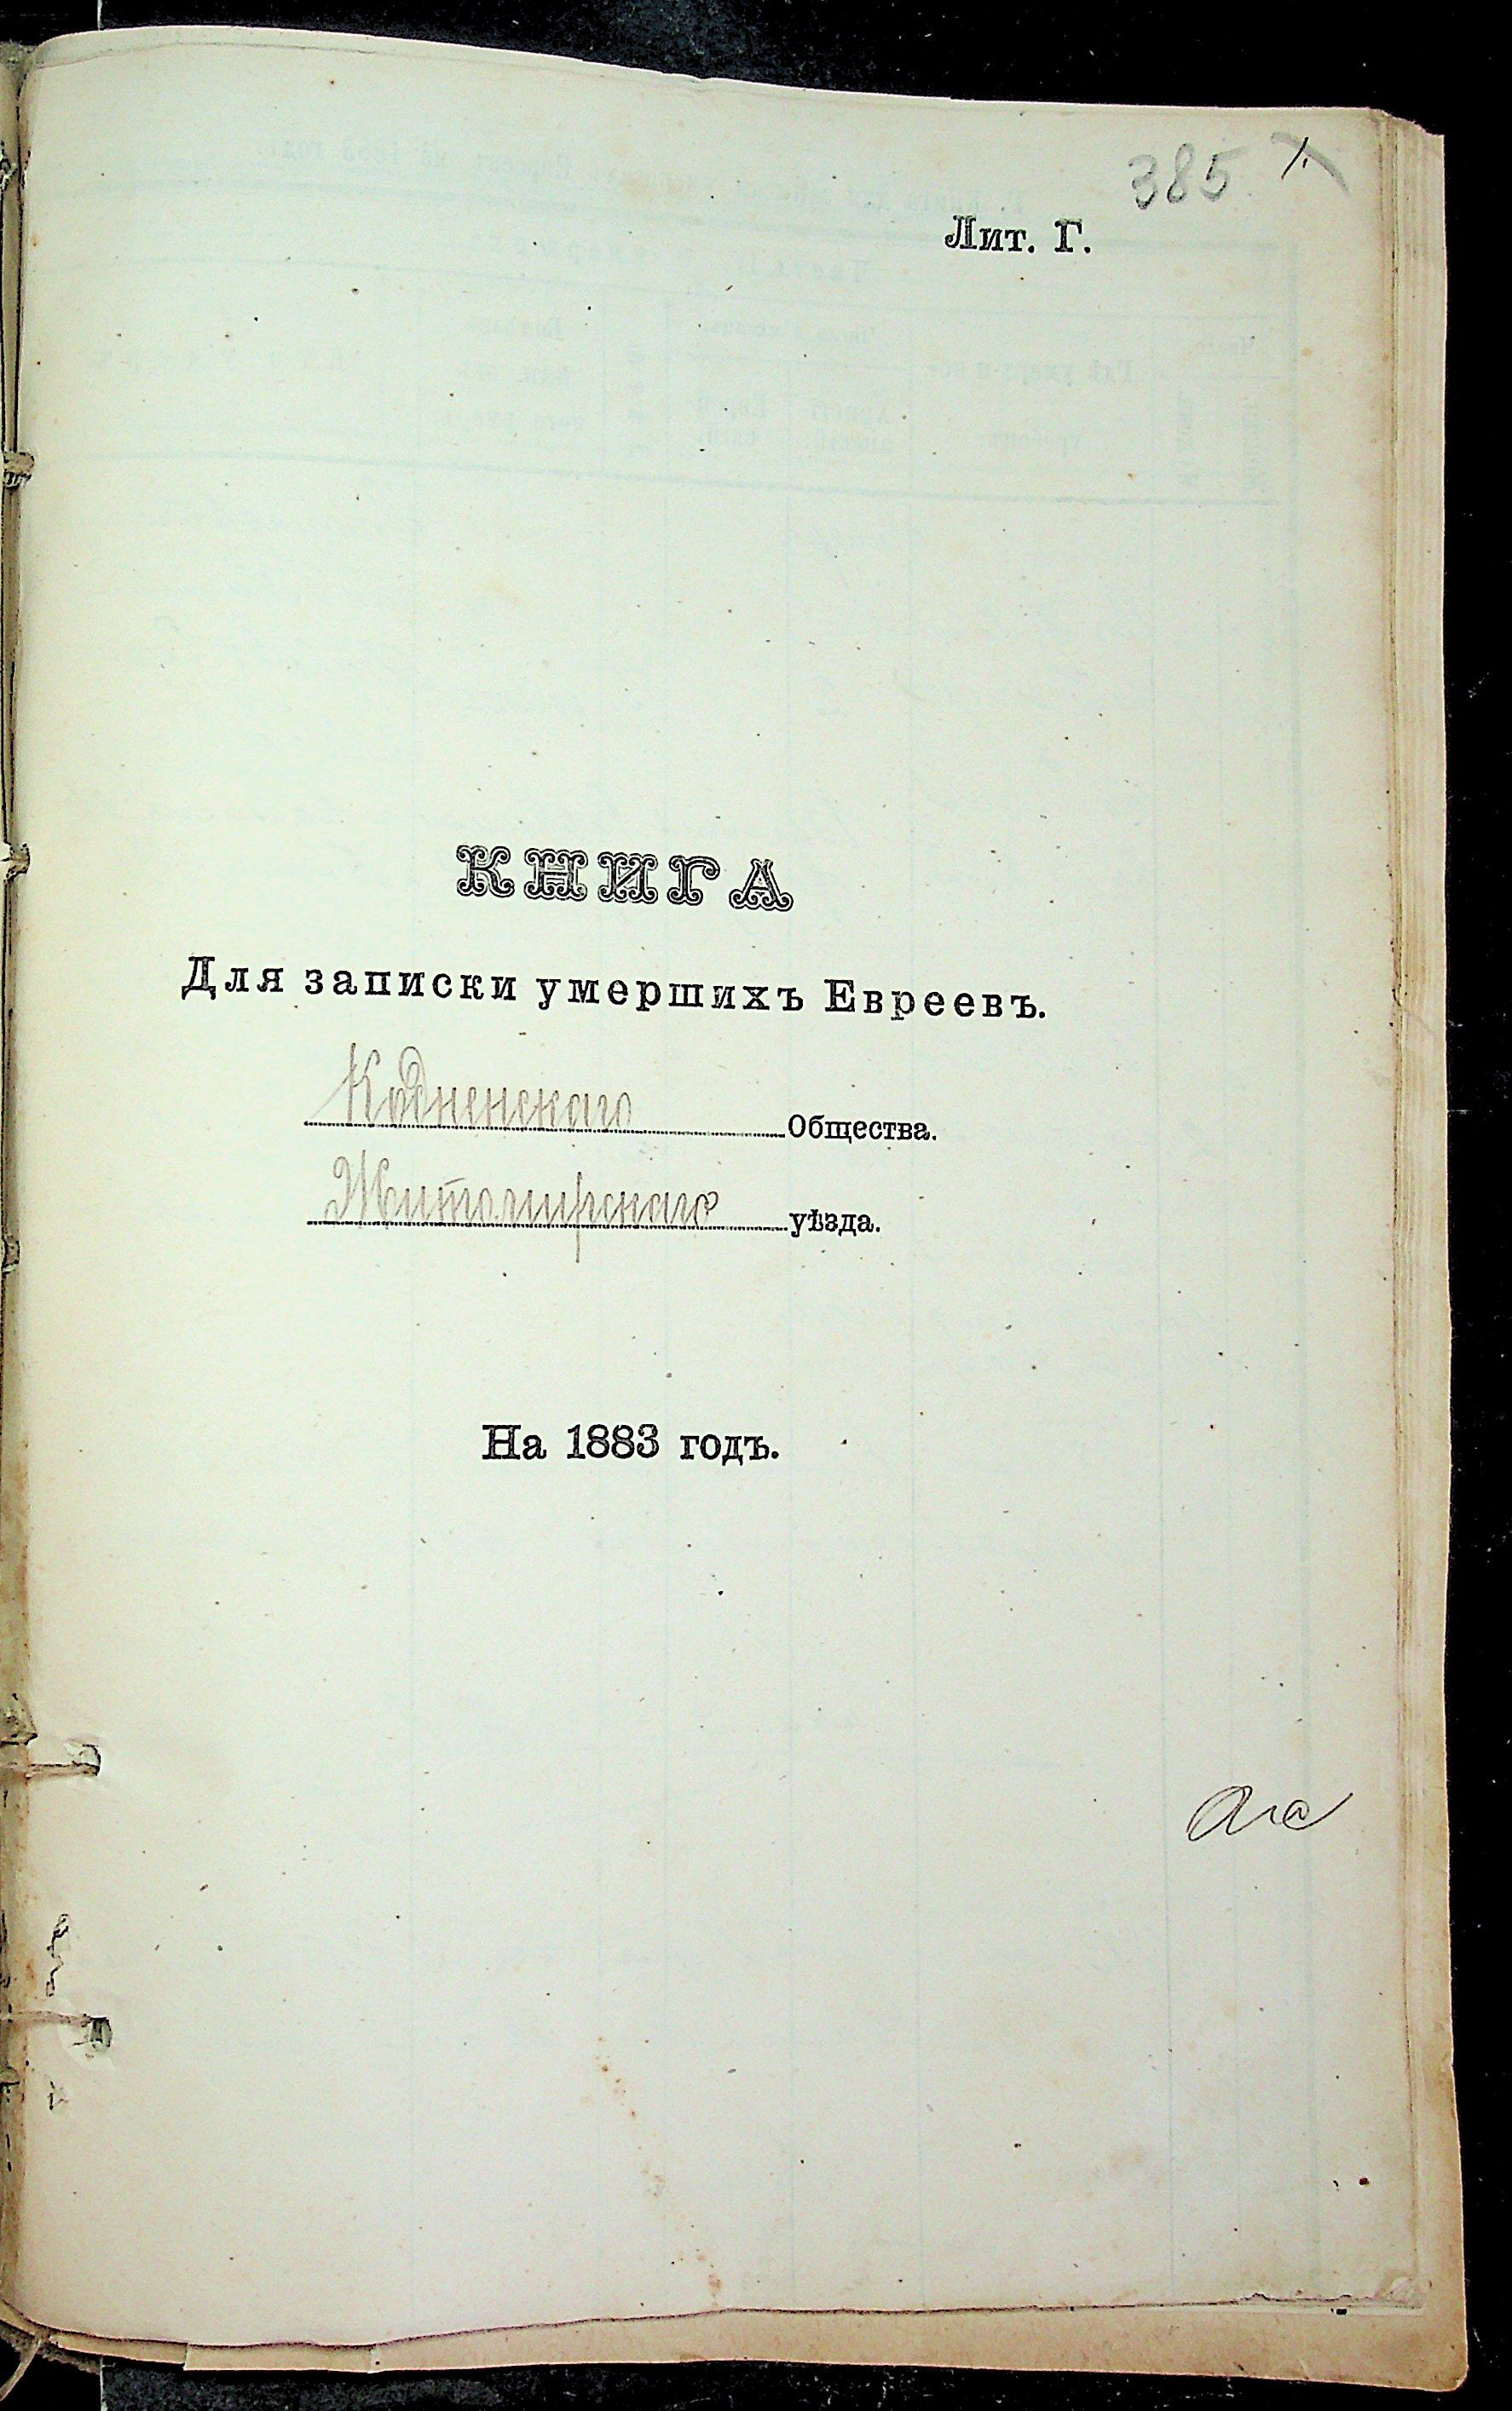 385 1.
Лит. Г.
КНИГА
Для записки умершихъ Евреевъ.
Кодненскаго Общества.
Житомирскаго уѣзда.
На 1883 годъ.